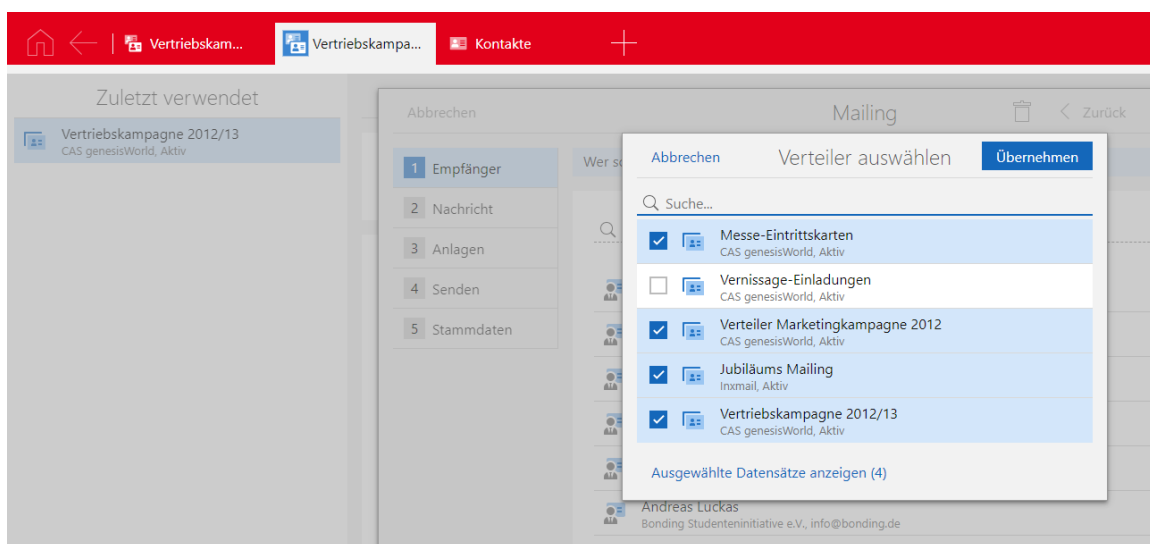 Vertriebskam...
Vertriebskampa...
Kontakte
Zuletzt verwendet
Vertriebskampagne 2012/13
CAS genesisWorld, Aktiv
Abbrechen
Mailing
Zurück
1 Empfänger
2 Nachricht
3 Anlagen
4 Senden
5 Stammdaten
Wer so
Abbrechen
Verteiler auswählen
Übernehmen
Suche...
Messe-Eintrittskarten
CAS genesisWorld, Aktiv
Vernissage-Einladungen
CAS genesisWorld, Aktiv
Verteiler Marketingkampagne 2012
CAS genesisWorld, Aktiv
Jubiläums Mailing
Inxmail, Aktiv
Vertriebskampagne 2012/13
CAS genesisWorld, Aktiv
Ausgewählte Datensätze anzeigen (4)
Andreas Luckas
Bonding Studenteninitiative e.V., info@bonding.de